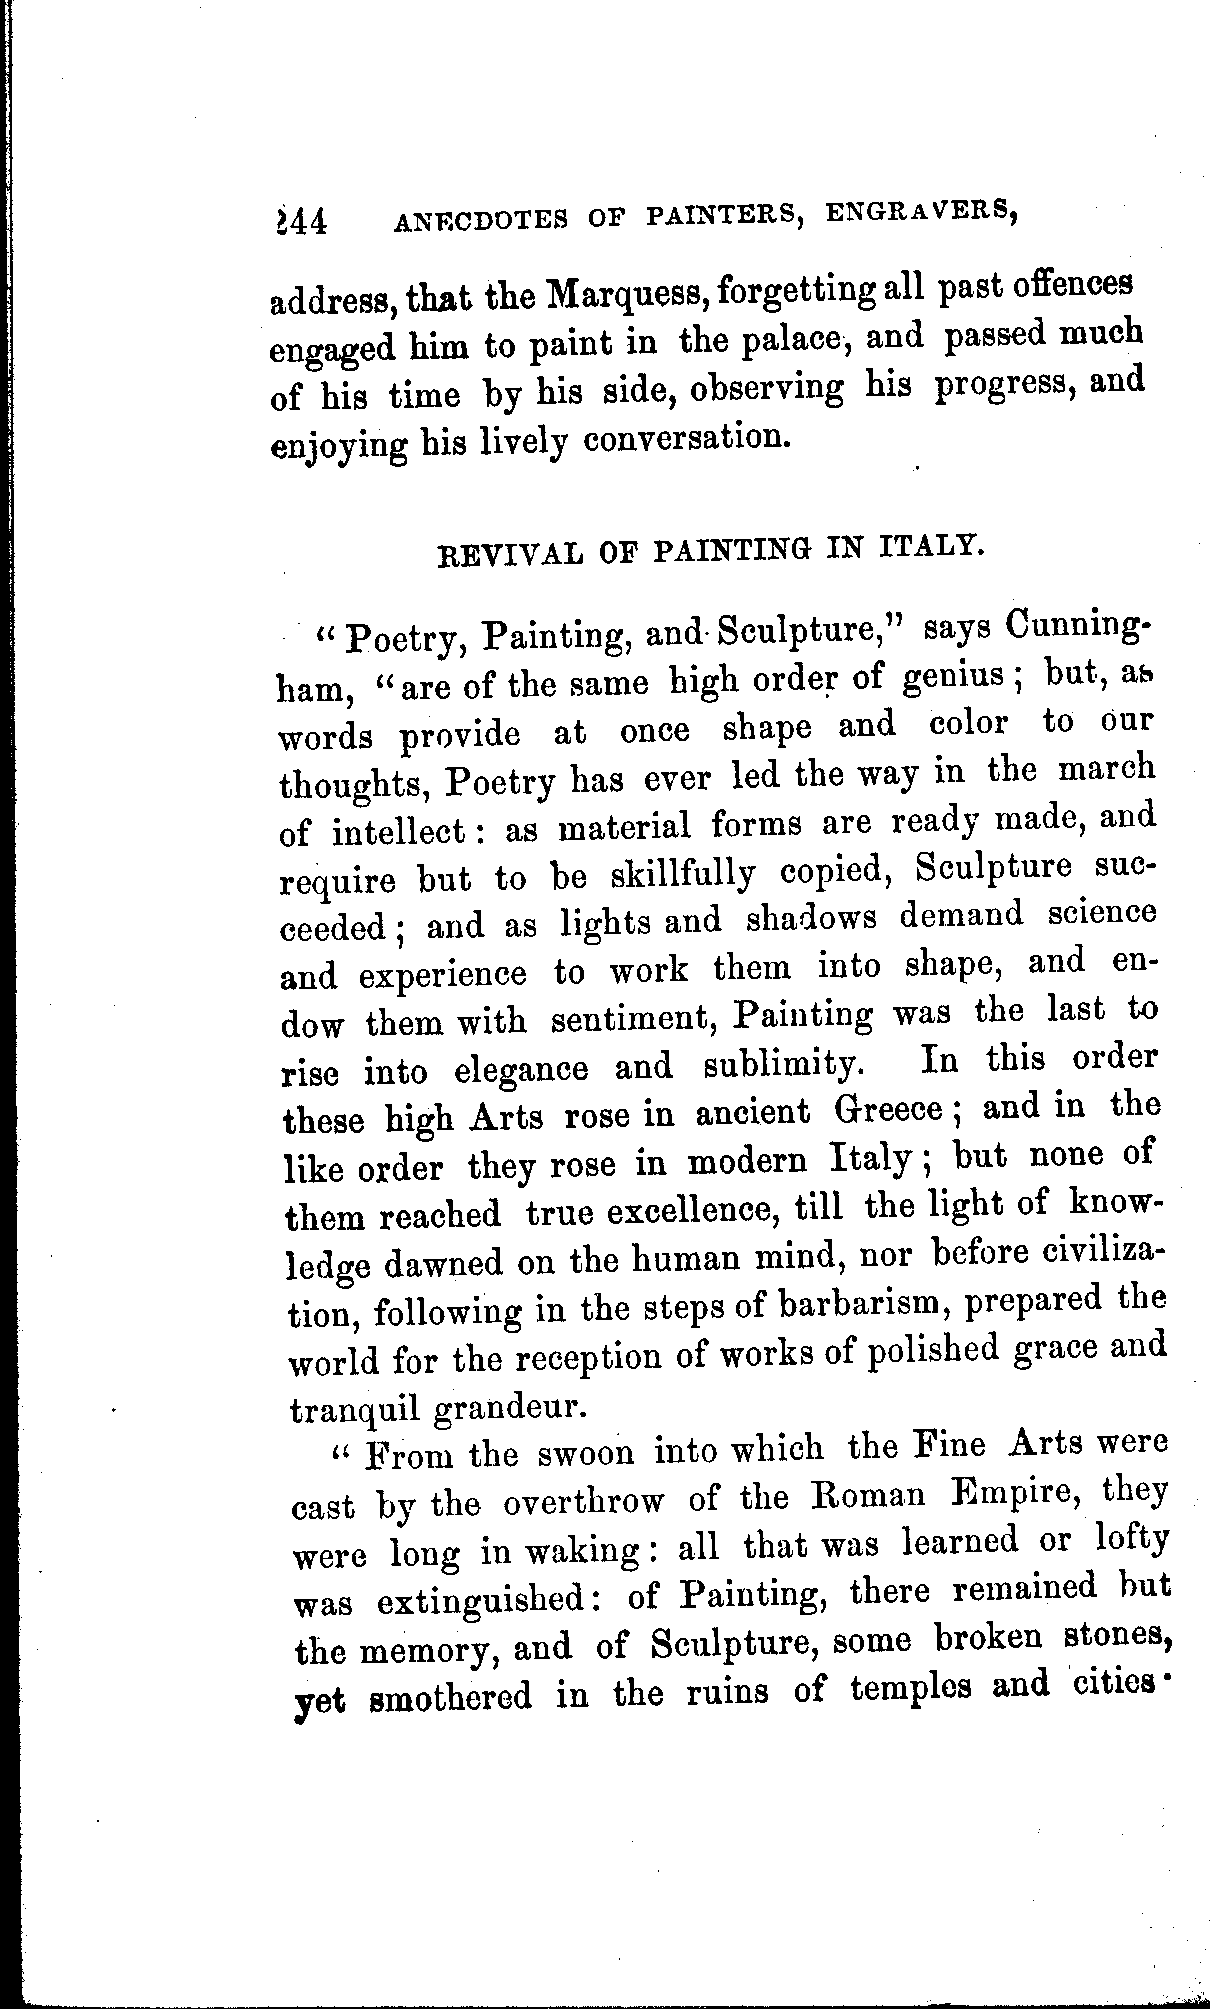 244 ANECDOTES OF PAINTERS, ENGRAVERS,
address, that the Marquess, forgetting all past offences
engaged him to paint in the palace, and passed much
of his time by his side, observing his progress, and
enjoying his lively conversation.
REVIVAL OF PAINTING IN ITALY.
"Poetry, Painting, and Sculpture," says Cunning-
ham, "are of the same high order of genius; but, as
words provide at once shape and color to our
thoughts, Poetry has ever led the way in the march
of intellect: as material forms are ready made, and
require but to be skillfully copied, Sculpture suc-
ceeded; and as lights and shadows demand science
and experience to work them into shape, and en-
dow them with sentiment, Painting was the last to
rise into elegance and sublimity. In this order
these high Arts rose in ancient Greece; and in the
like order they rose in modern Italy; but none of
them reached true excellence, till the light of know-
ledge dawned on the human mind, nor before civiliza-
tion, following in the steps of barbarism, prepared the
world for the reception of works of polished grace and
tranquil grandeur.
"From the swoon into which the Fine Arts were
cast by the overthrow of the Roman Empire, they
were long in waking: all that was learned or lofty
was extinguished: of Painting, there remained but
the memory, and of Sculpture, some broken stones,
yet smothered in the ruins of temples and cities·